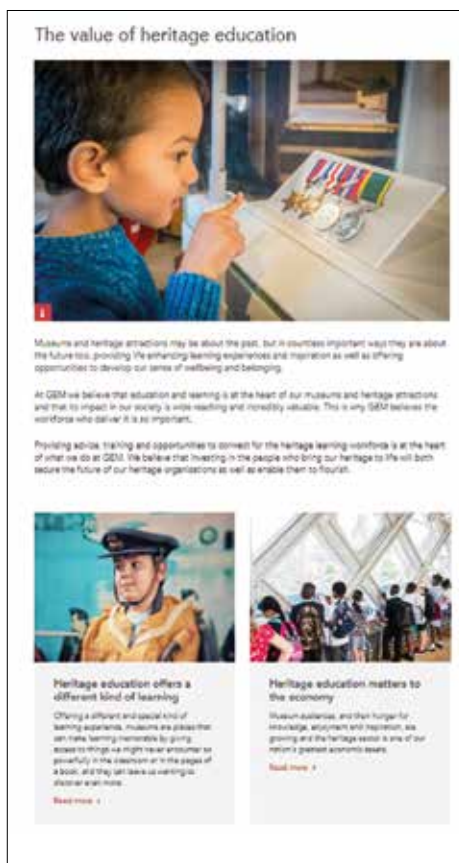 The value of heritage education
Museums and heritage attractions may be about the past, but in countless important ways they are about
the future too, providing life enhancing learning experiences and inspiration as well as offering
opportunities to develop our sense of wellbeing and belonging.
At GEM we believe that education and learning is at the heart of our museums and heritage attractions
and that its impact in our society is wide reaching and incredibly valuable. This is why GEM believes the
workforce who deliver it is so important.
Providing advice, training and opportunities to connect for the heritage learning workforce is at the heart
of what we do at GEM. We believe that investing in the people who bring our heritage to life will both
secure the future of our heritage organisations as well as enable them to flourish.
Heritage education offers a
different kind of learning
Offering a different and special kind of
learning experience, museums are places that
can make learning memorable by giving
access to things we might never encounter so
powerfully in the classroom or in the pages of
a book, and they can leave us wanting to
discover even more.
Read more
Heritage education matters to
the economy
Museum audiences, and their hunger for
knowledge, enjoyment and inspiration, are
growing and the heritage sector is one of our
nation's greatest economic assets.
Read more